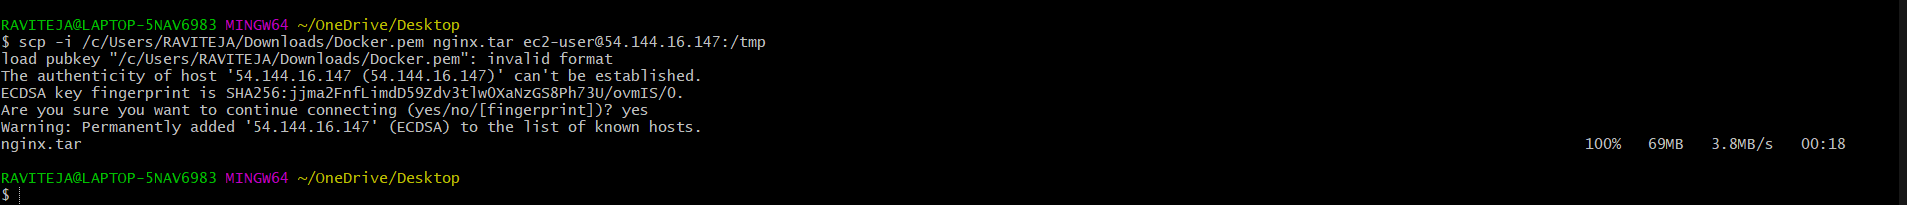 RAVITEJA@LAPTOP-5NAV6983 MINGW64 ~/OneDrive/Desktop
$ scp -i /c/Users/RAVITEJA/Downloads/Docker.pem nginx.tar ec2-user@54.144.16.147:/tmp
load pubkey "/c/Users/RAVITEJA/Downloads/Docker.pem": invalid format
The authenticity of host '54.144.16.147 (54.144.16.147)' can't be established.
ECDSA key fingerprint is SHA256:jjma2FnfLimdD59Zdv3tlwOXaNzGS8Ph73U/ovmIS/0.
Are you sure you want to continue connecting (yes/no/[fingerprint])? yes
Warning: Permanently added '54.144.16.147' (ECDSA) to the list of known hosts.
nginx.tar 100% 69MB 3.8MB/s 00:18
RAVITEJA@LAPTOP-5NAV6983 MINGW64 ~/OneDrive/Desktop
$